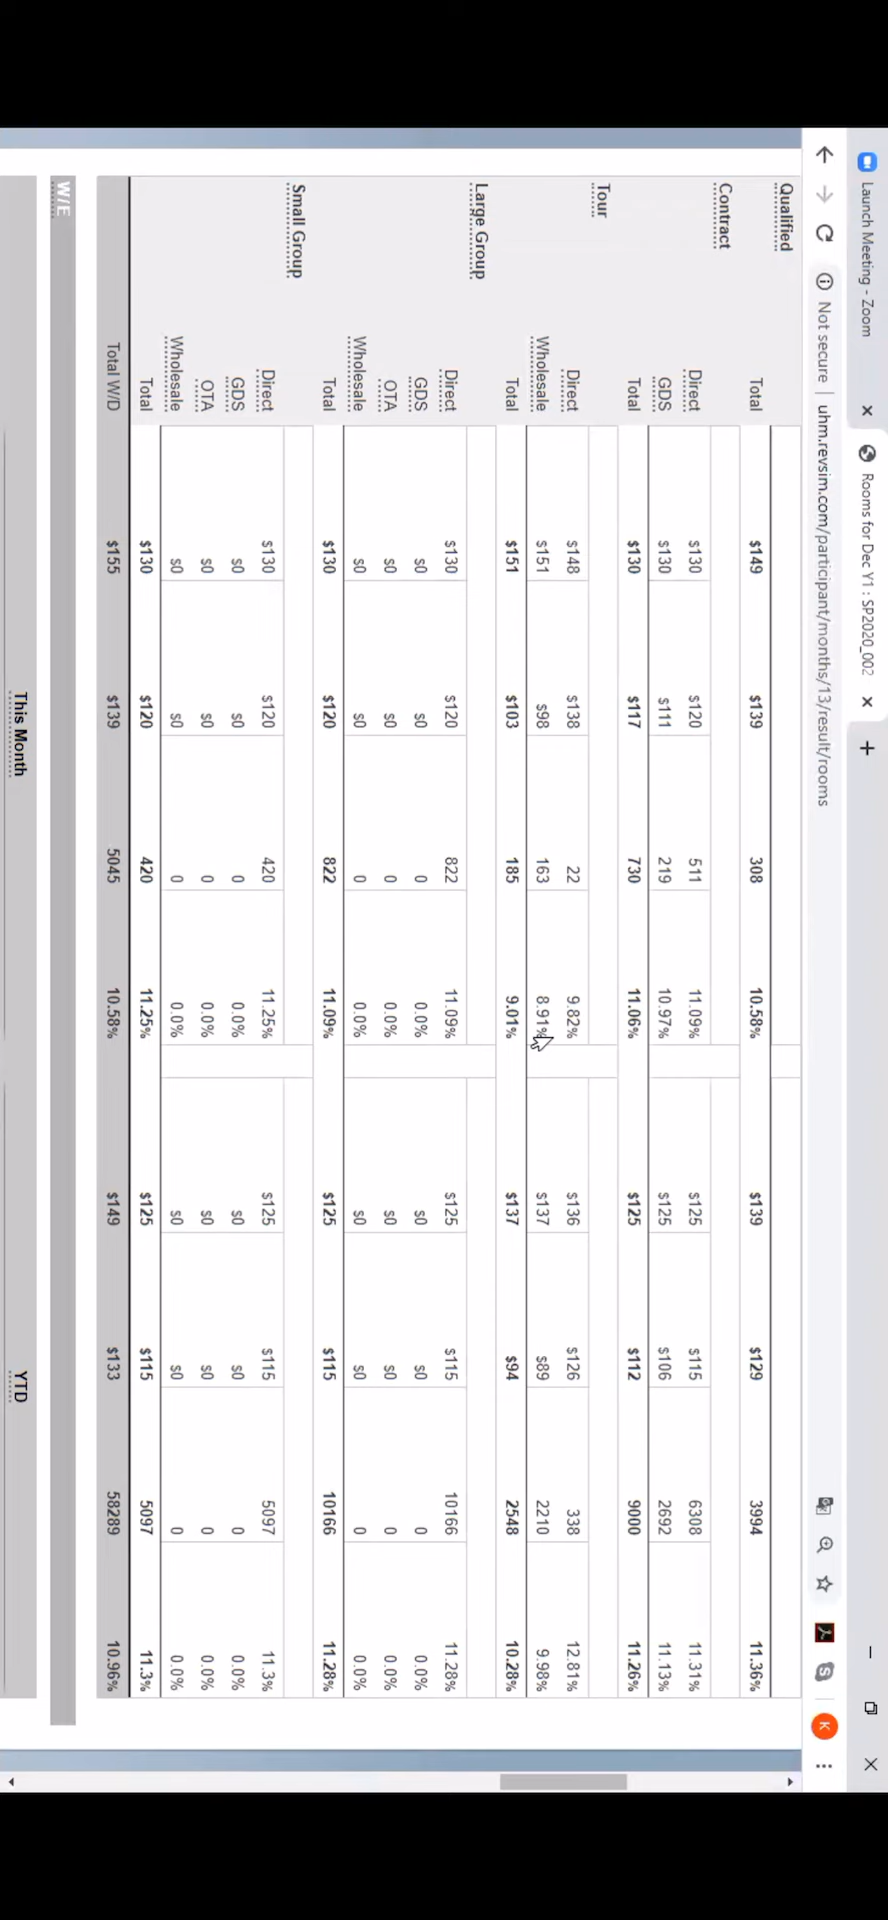 Launch Meeting - Zoom
Rooms for Dec Y1 : SP2020_002
Not secure | uhm.revsim.com/participant/months/13/result/rooms
K
Qualified
Total $149 $139 308 10.58% $139 $129 3994 11.36%
Contract
Direct $130 $120 511 11.09% $125 $115 6308 11.31%
GDS $130 $111 219 10.97% $125 $106 2692 11.13%
Total $130 $117 730 11.06% $125 $112 9000 11.26%
Tour
Direct $148 $138 22 9.82% $136 $126 338 12.81%
Wholesale $151 $98 163 8.91% $137 $89 2210 9.98%
Total $151 $103 185 9.01% $137 $94 2548 10.28%
Large Group
Direct $130 $120 822 11.09% $125 $115 10166 11.28%
GDS $0 $0 0 0.0% $0 $0 0 0.0%
OTA $0 $0 0 0.0% $0 $0 0 0.0%
Wholesale $0 $0 0 0.0% $0 $0 0 0.0%
Total $130 $120 822 11.09% $125 $115 10166 11.28%
Small Group
Direct $130 $120 420 11.25% $125 $115 5097 11.3%
GDS $0 $0 0 0.0% $0 $0 0 0.0%
OTA $0 $0 0 0.0% $0 $0 0 0.0%
Wholesale $0 $0 0 0.0% $0 $0 0 0.0%
Total $130 $120 420 11.25% $125 $115 5097 11.3%
Total W/D $155 $139 5045 10.58% $149 $133 58289 10.96%
W/E
This Month YTD